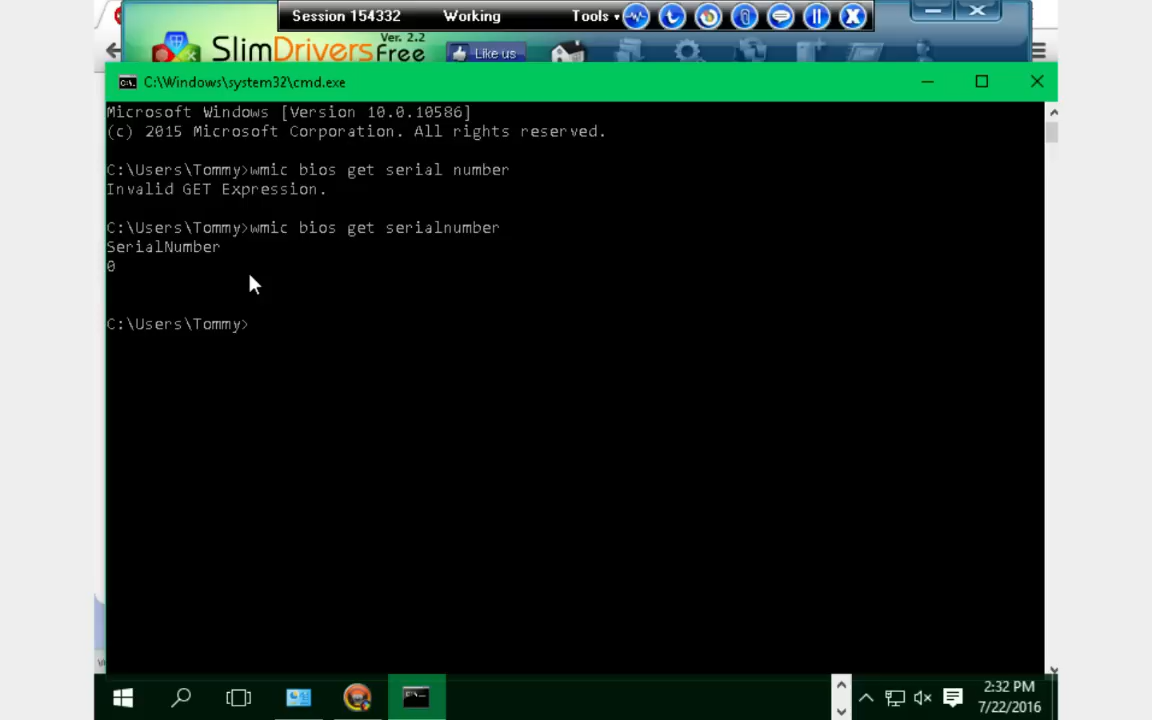 Session 154332 Working Tools
SlimDrivers Free Ver. 2.2 Like us
C:\Windows\system32\cmd.exe
Microsoft Windows [Version 10.0.10586]
(c) 2015 Microsoft Corporation. All rights reserved.
C:\Users\Tommy>wmic bios get serial number
Invalid GET Expression.
C:\Users\Tommy>wmic bios get serialnumber
SerialNumber
0
C:\Users\Tommy>
2:32 PM
7/22/2016